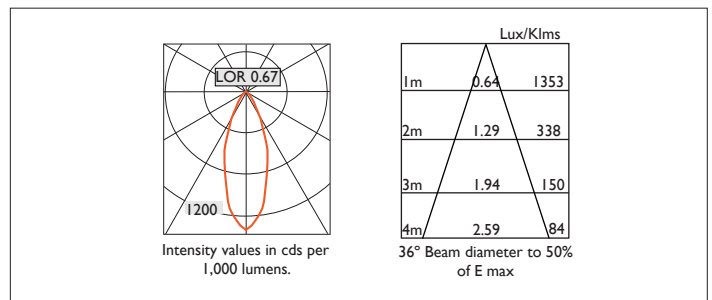 LOR 0.67
1200
Intensity values in cds per
1,000 lumens.
Lux/Klms
1m 0.64 1353
2m 1.29 338
3m 1.94 150
4m 2.59 84
36º Beam diameter to 50%
of E max